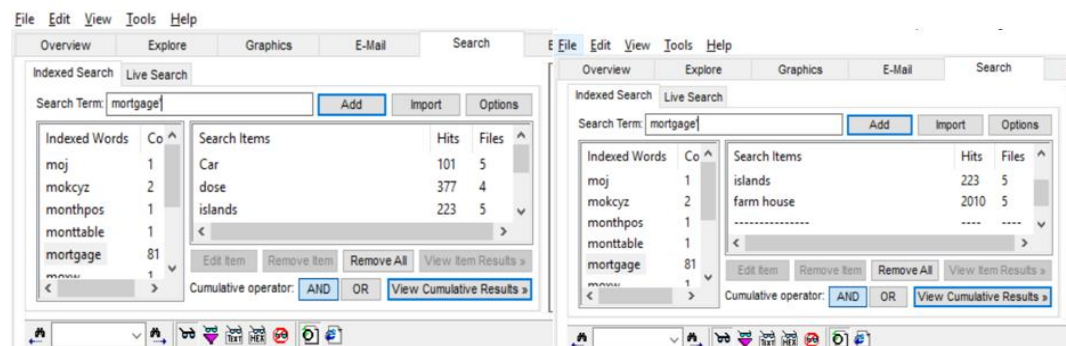 File Edit View Tools Help
Overview Explore Graphics E-Mail Search
Indexed Search Live Search
Search Term: mortgage Add Import Options
Indexed Words Co Search Items Hits Files
moj 1 Car 101 5
mokcyz 2 dose 377 4
monthpos 1 islands 223 5
monttable 1
mortgage 81 Edit Item Remove Item Remove All View Item Results »
1
Cumulative operator: AND OR View Cumulative Results »
TEXT HEX
File Edit View Tools Help
Overview Explore Graphics E-Mail Search
Indexed Search Live Search
Search Term: mortgage Add Import Options
Indexed Words Co Search Items Hits Files
moj 1 islands 223 5
mokcyz 2 farm house 2010 5
monthpos 1 --------------- ---- ----
monttable 1
mortgage 81 Edit Item Remove Item Remove All View Item Results »
1
Cumulative operator: AND OR View Cumulative Results »
TEXT HEX